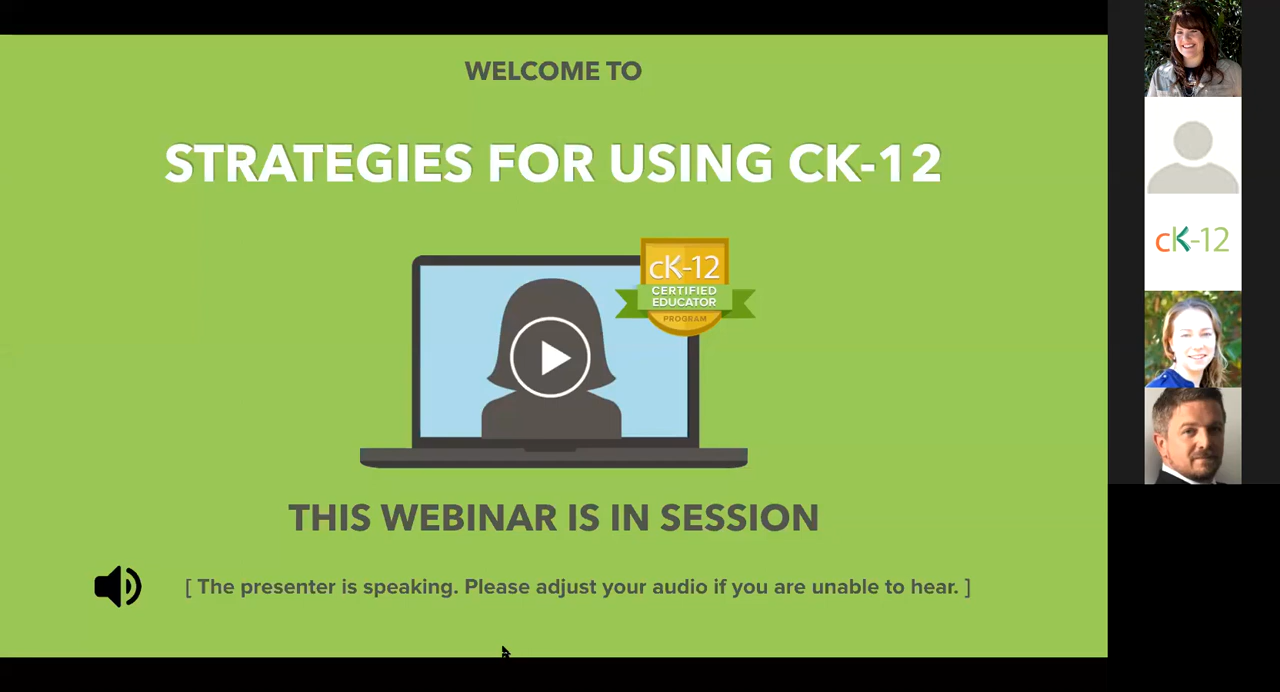 WELCOME TO
STRATEGIES FOR USING CK-12
cK-12
CERTIFIED
EDUCATOR
PROGRAM
cK-12
THIS WEBINAR IS IN SESSION
[ The presenter is speaking. Please adjust your audio if you are unable to hear. ]